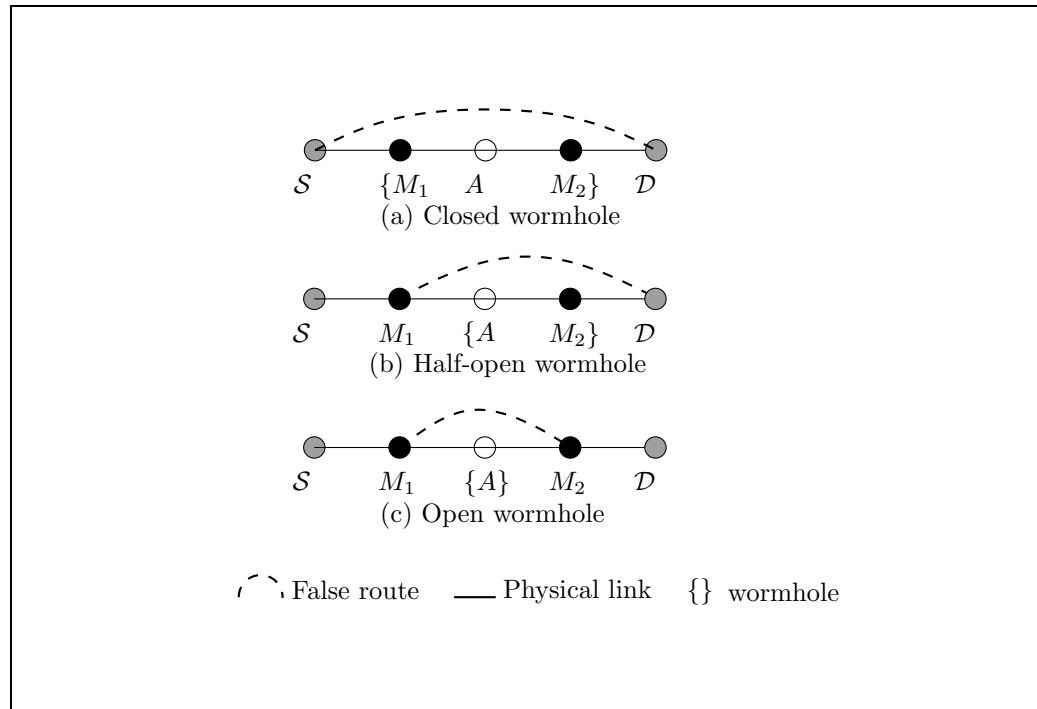 𝒮 {M₁ A M₂} 𝒟
(a) Closed wormhole
𝒮 M₁ {A M₂} 𝒟
(b) Half-open wormhole
𝒮 M₁ {A} M₂ 𝒟
(c) Open wormhole
False route Physical link {} wormhole